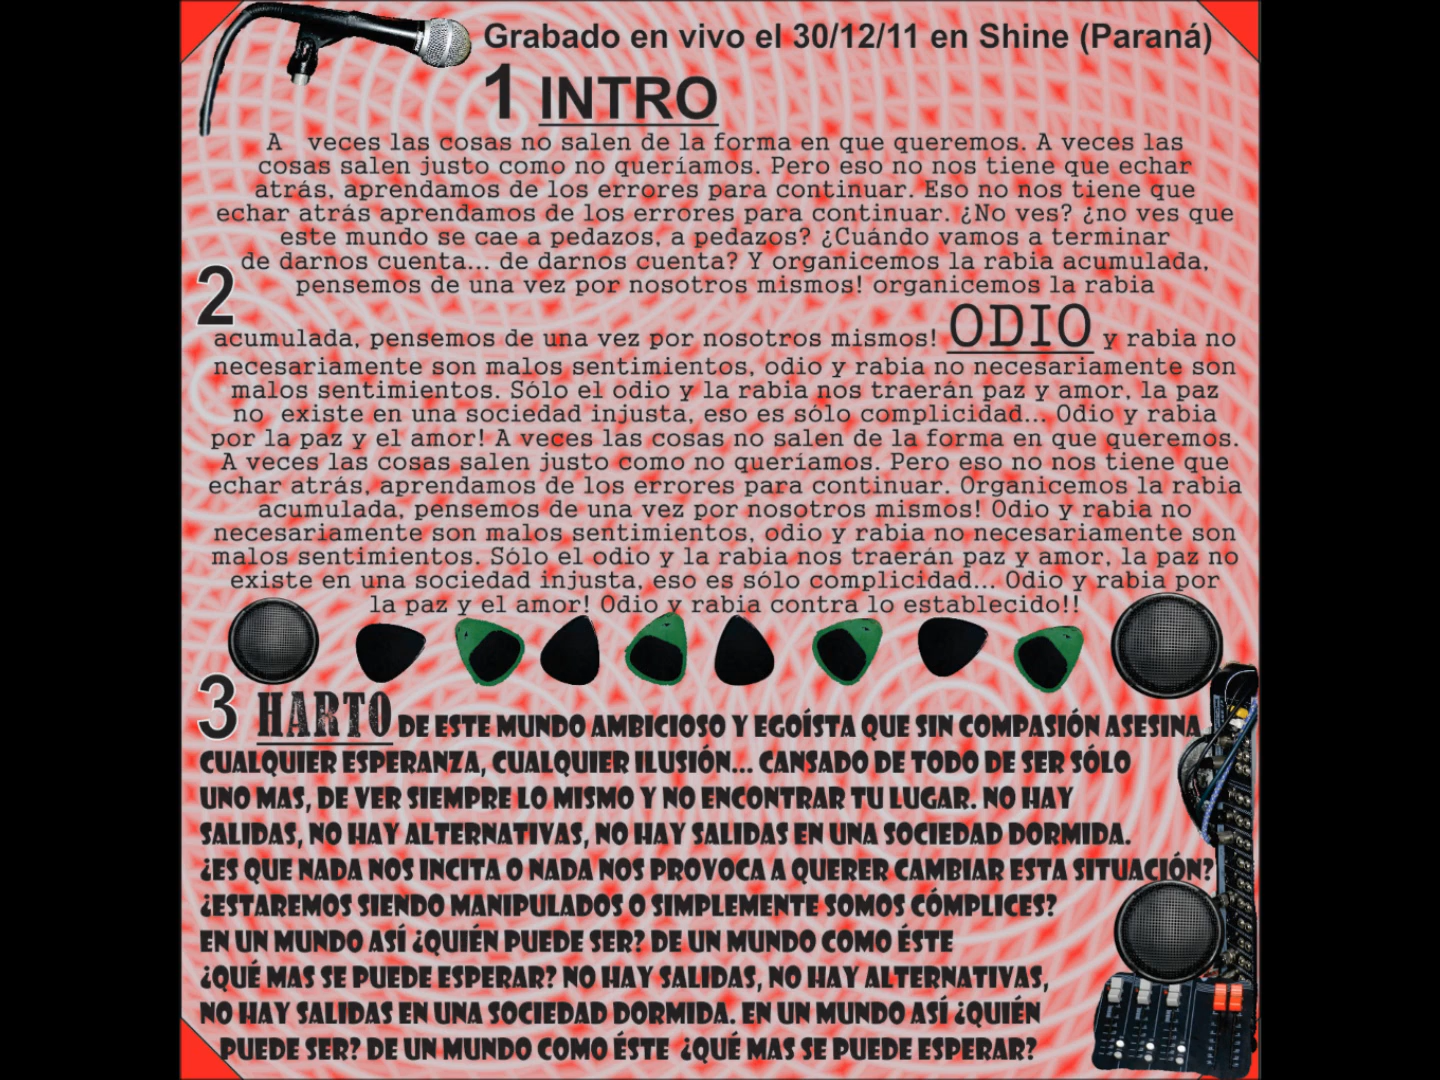 Grabado en vivo el 30/12/11 en Shine (Paraná)
1 INTRO
A veces las cosas no salen de la forma en que queremos. A veces las
cosas salen justo como no queríamos. Pero eso no nos tiene que echar
atrás, aprendamos de los errores para continuar. Eso no nos tiene que
echar atrás aprendamos de los errores para continuar. ¿No ves? ¿no ves que
este mundo se cae a pedazos, a pedazos? ¿Cuándo vamos a terminar
de darnos cuenta... de darnos cuenta? Y organicemos la rabia acumulada,
pensemos de una vez por nosotros mismos! organicemos la rabia
2
acumulada, pensemos de una vez por nosotros mismos! ODIO y rabia no
necesariamente son malos sentimientos, odio y rabia no necesariamente son
malos sentimientos. Sólo el odio y la rabia nos traerán paz y amor, la paz
no existe en una sociedad injusta, eso es sólo complicidad... Odio y rabia
por la paz y el amor! A veces las cosas no salen de la forma en que queremos.
A veces las cosas salen justo como no queríamos. Pero eso no nos tiene que
echar atrás, aprendamos de los errores para continuar. Organicemos la rabia
acumulada, pensemos de una vez por nosotros mismos! Odio y rabia no
necesariamente son malos sentimientos, odio y rabia no necesariamente son
malos sentimientos. Sólo el odio y la rabia nos traerán paz y amor, la paz no
existe en una sociedad injusta, eso es sólo complicidad... Odio y rabia por
la paz y el amor! Odio y rabia contra lo establecido!!
3 HARTO DE ESTE MUNDO AMBICIOSO Y EGOÍSTA QUE SIN COMPASIÓN ASESINA
CUALQUIER ESPERANZA, CUALQUIER ILUSIÓN... CANSADO DE TODO DE SER SÓLO
UNO MAS, DE VER SIEMPRE LO MISMO Y NO ENCONTRAR TU LUGAR. NO HAY
SALIDAS, NO HAY ALTERNATIVAS, NO HAY SALIDAS EN UNA SOCIEDAD DORMIDA.
¿ES QUE NADA NOS INCITA O NADA NOS PROVOCA A QUERER CAMBIAR ESTA SITUACIÓN?
¿ESTAREMOS SIENDO MANIPULADOS O SIMPLEMENTE SOMOS CÓMPLICES?
EN UN MUNDO ASÍ ¿QUIÉN PUEDE SER? DE UN MUNDO COMO ÉSTE
¿QUÉ MAS SE PUEDE ESPERAR? NO HAY SALIDAS, NO HAY ALTERNATIVAS,
NO HAY SALIDAS EN UNA SOCIEDAD DORMIDA. EN UN MUNDO ASÍ ¿QUIÉN
PUEDE SER? DE UN MUNDO COMO ÉSTE ¿QUÉ MAS SE PUEDE ESPERAR?